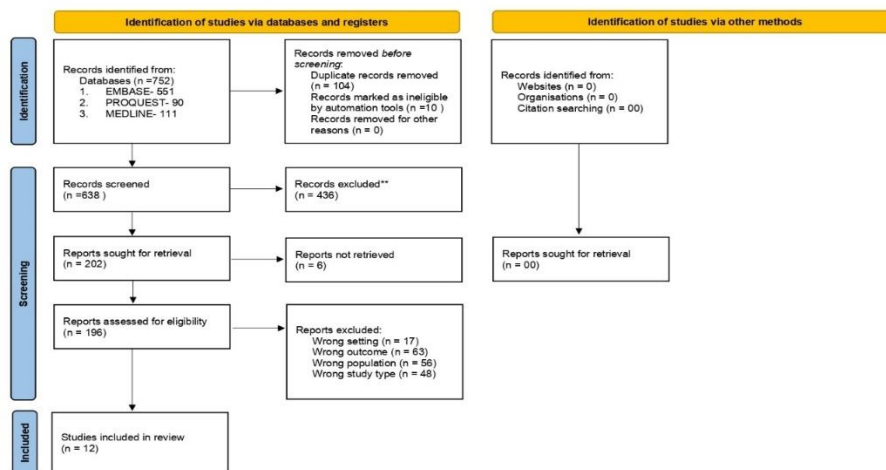 Identification of studies via databases and registers
Identification of studies via other methods
Identification
Records identified from:
Databases (n =752)
1. EMBASE- 551
2. PROQUEST- 90
3. MEDLINE- 111
Records removed before
screening:
Duplicate records removed
(n = 104)
Records marked as ineligible
by automation tools (n =10 )
Records removed for other
reasons (n = 0)
Records identified from:
Websites (n = 0)
Organisations (n = 0)
Citation searching (n = 00)
Screening
Records screened
(n =638 )
Records excluded**
(n = 436)
Reports sought for retrieval
(n = 202)
Reports not retrieved
(n = 6)
Reports sought for retrieval
(n = 00)
Reports assessed for eligibility
(n = 196)
Reports excluded:
Wrong setting (n = 17)
Wrong outcome (n = 63)
Wrong population (n = 56)
Wrong study type (n = 48)
Included
Studies included in review
(n = 12)